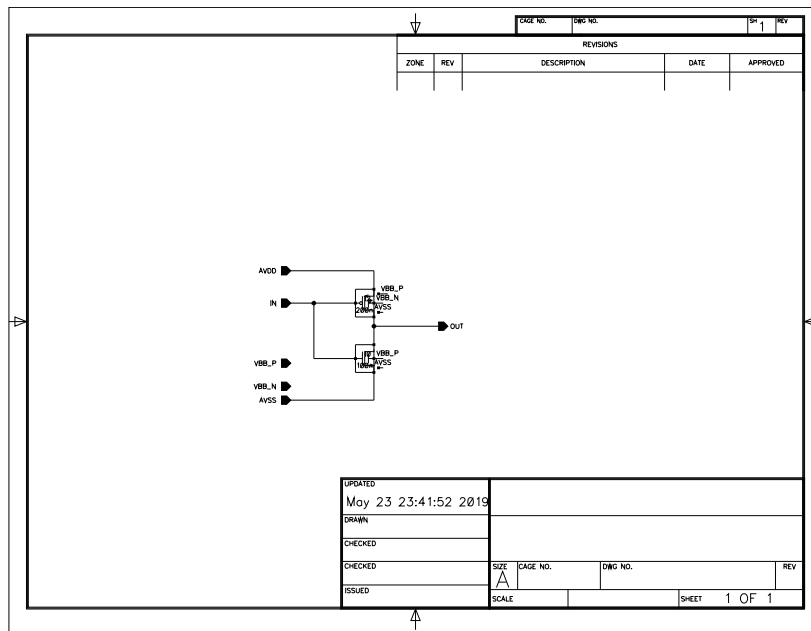 CAGE NO. DWG NO. SH 1 REV
REVISIONS
ZONE REV DESCRIPTION DATE APPROVED
AVDD
VBB_P
IN
VBB_N
AVSS
OUT
VBB_P
AVSS
VBB_P
VBB_N
AVSS
UPDATED
May 23 23:41:52 2019
DRAWN
CHECKED
CHECKED
SIZE A CAGE NO. DWG NO. REV
ISSUED
SCALE SHEET 1 OF 1